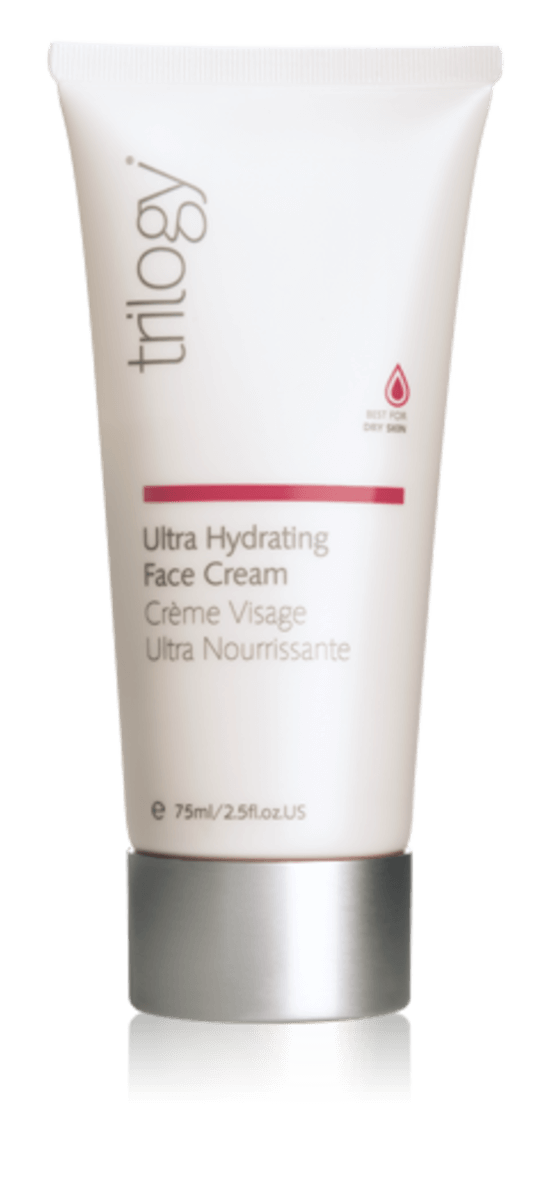 trilogy
BEST FOR
DRY SKIN
Ultra Hydrating
Face Cream
Crème Visage
Ultra Nourrissante
e 75ml/2.5fl.oz.US